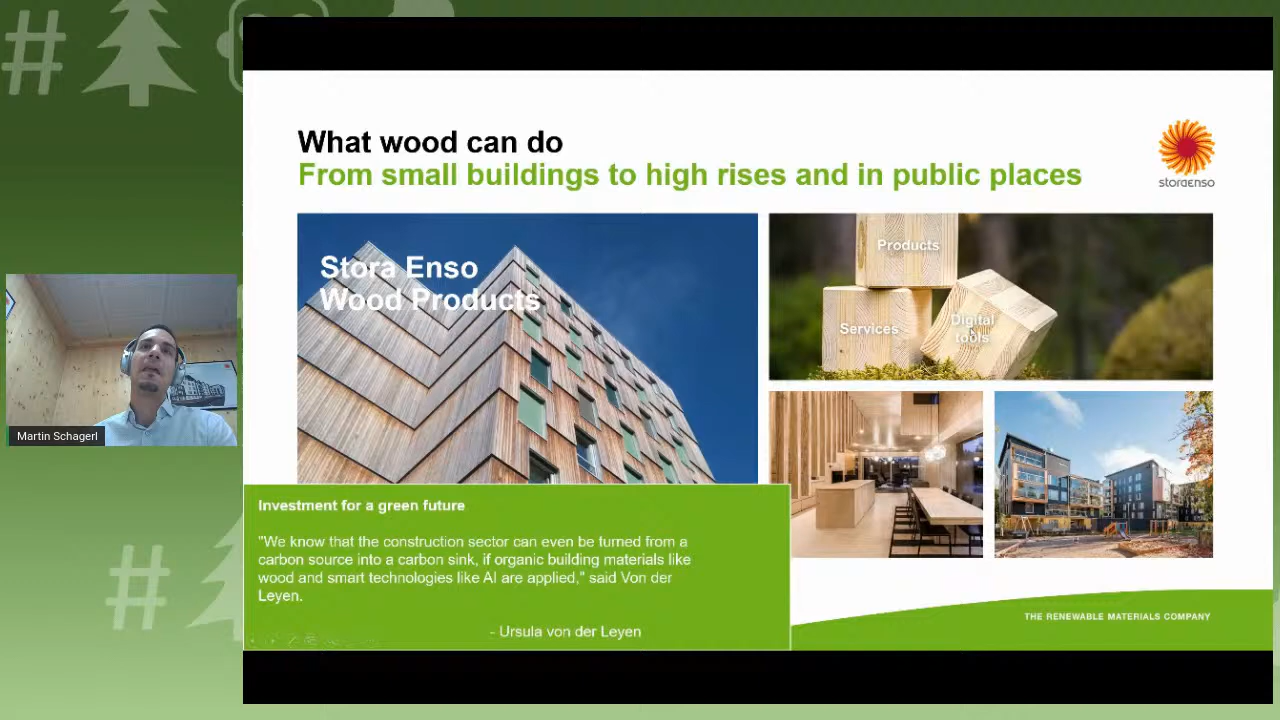 What wood can do
From small buildings to high rises and in public places
storaenso
Stora Enso
Wood Products
Products
Services
Digital
tools
Martin Schagerl
Investment for a green future
"We know that the construction sector can even be turned from a
carbon source into a carbon sink, if organic building materials like
wood and smart technologies like AI are applied," said Von der
Leyen.
- Ursula von der Leyen
THE RENEWABLE MATERIALS COMPANY